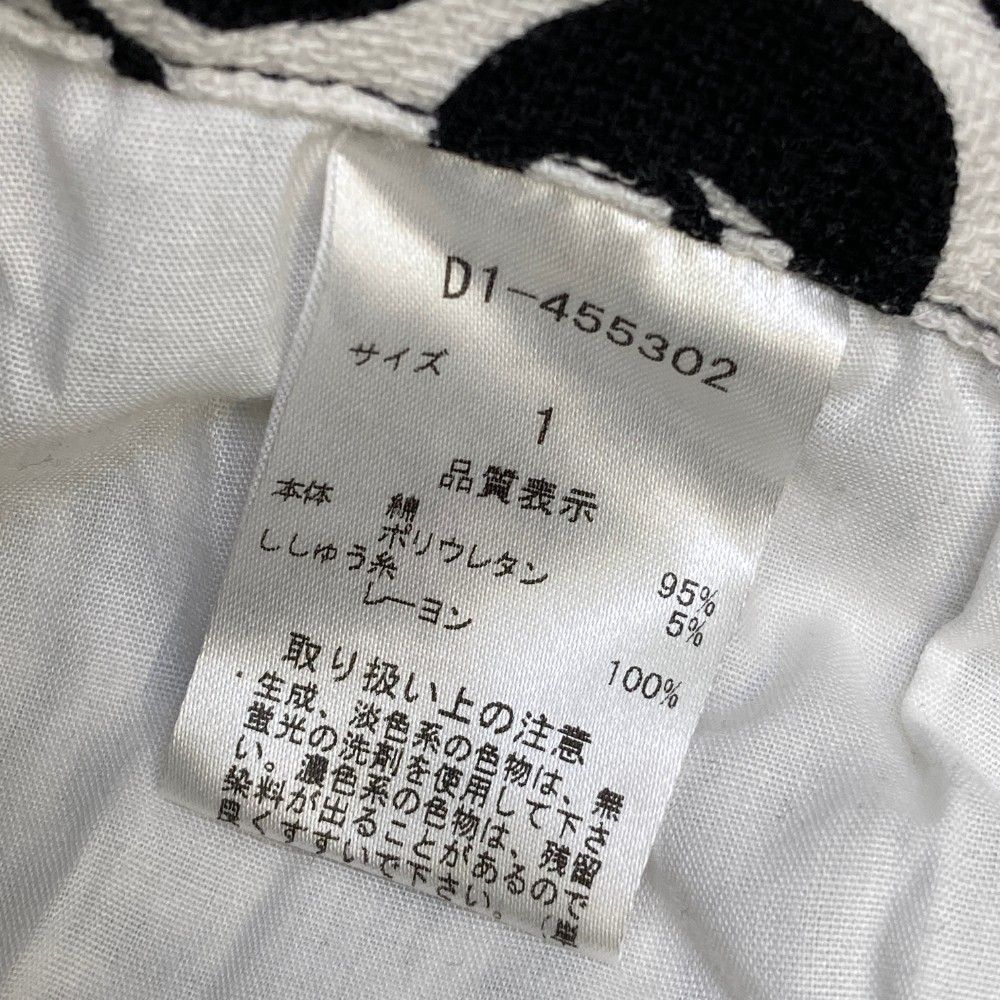 D1-455302
サイズ
1
品質表示
本体 綿 95%
ポリウレタン 5%
ししゅう糸
レーヨン 100%
取り扱い上の注意
・生成、淡色系の色物は、無
蛍光の洗剤を使用して下さ
い。濃色系の色物は、残留
染料が出ることがあるので
良くすすいで下さい。